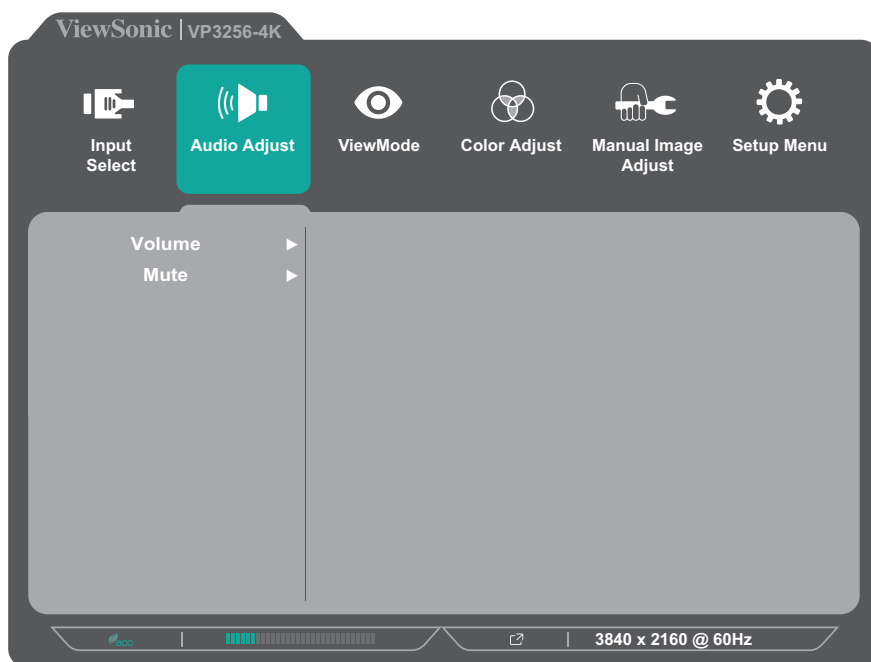 ViewSonic | VP3256-4K
Input
Select
Audio Adjust
ViewMode
Color Adjust
Manual Image
Adjust
Setup Menu
Volume
Mute
eco
3840 x 2160 @ 60Hz